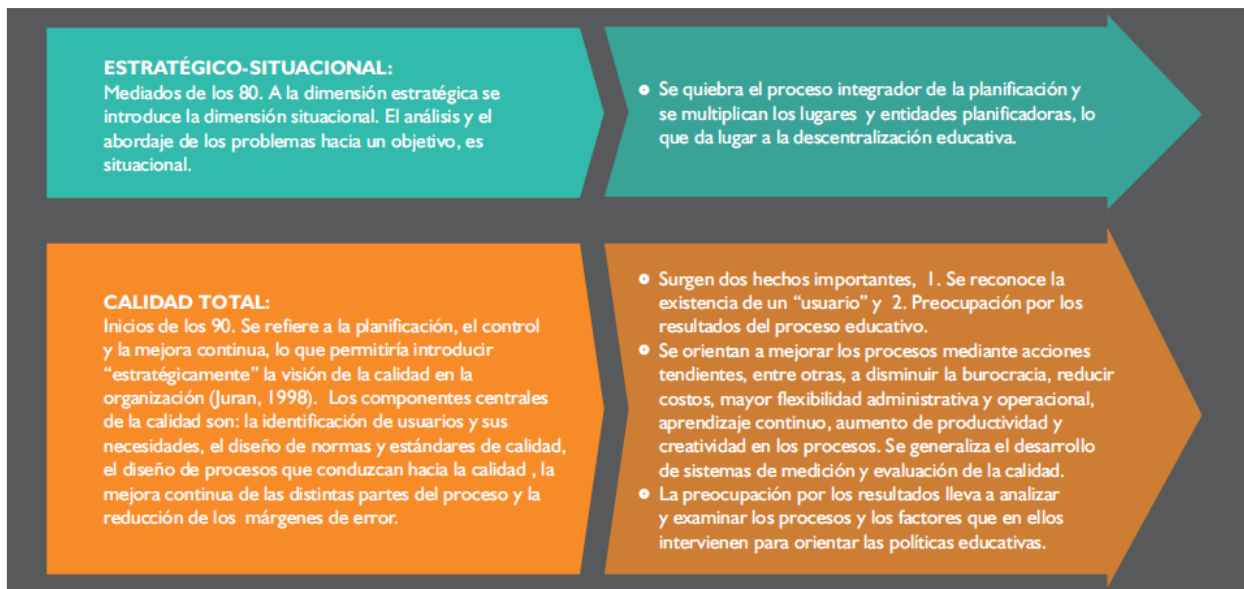 ESTRATÉGICO-SITUACIONAL:
Mediados de los 80. A la dimensión estratégica se
introduce la dimensión situacional. El análisis y el
abordaje de los problemas hacia un objetivo, es
situacional.
Se quiebra el proceso integrador de la planificación y
se multiplican los lugares y entidades planificadoras, lo
que da lugar a la descentralización educativa.
CALIDAD TOTAL:
Inicios de los 90. Se refiere a la planificación, el control
y la mejora continua, lo que permitiría introducir
“estratégicamente” la visión de la calidad en la
organización (Juran, 1998). Los componentes centrales
de la calidad son: la identificación de usuarios y sus
necesidades, el diseño de normas y estándares de calidad,
el diseño de procesos que conduzcan hacia la calidad , la
mejora continua de las distintas partes del proceso y la
reducción de los márgenes de error.
Surgen dos hechos importantes, 1. Se reconoce la
existencia de un “usuario” y 2. Preocupación por los
resultados del proceso educativo.
Se orientan a mejorar los procesos mediante acciones
tendientes, entre otras, a disminuir la burocracia, reducir
costos, mayor flexibilidad administrativa y operacional,
aprendizaje continuo, aumento de productividad y
creatividad en los procesos. Se generaliza el desarrollo
de sistemas de medición y evaluación de la calidad.
La preocupación por los resultados lleva a analizar
y examinar los procesos y los factores que en ellos
intervienen para orientar las políticas educativas.